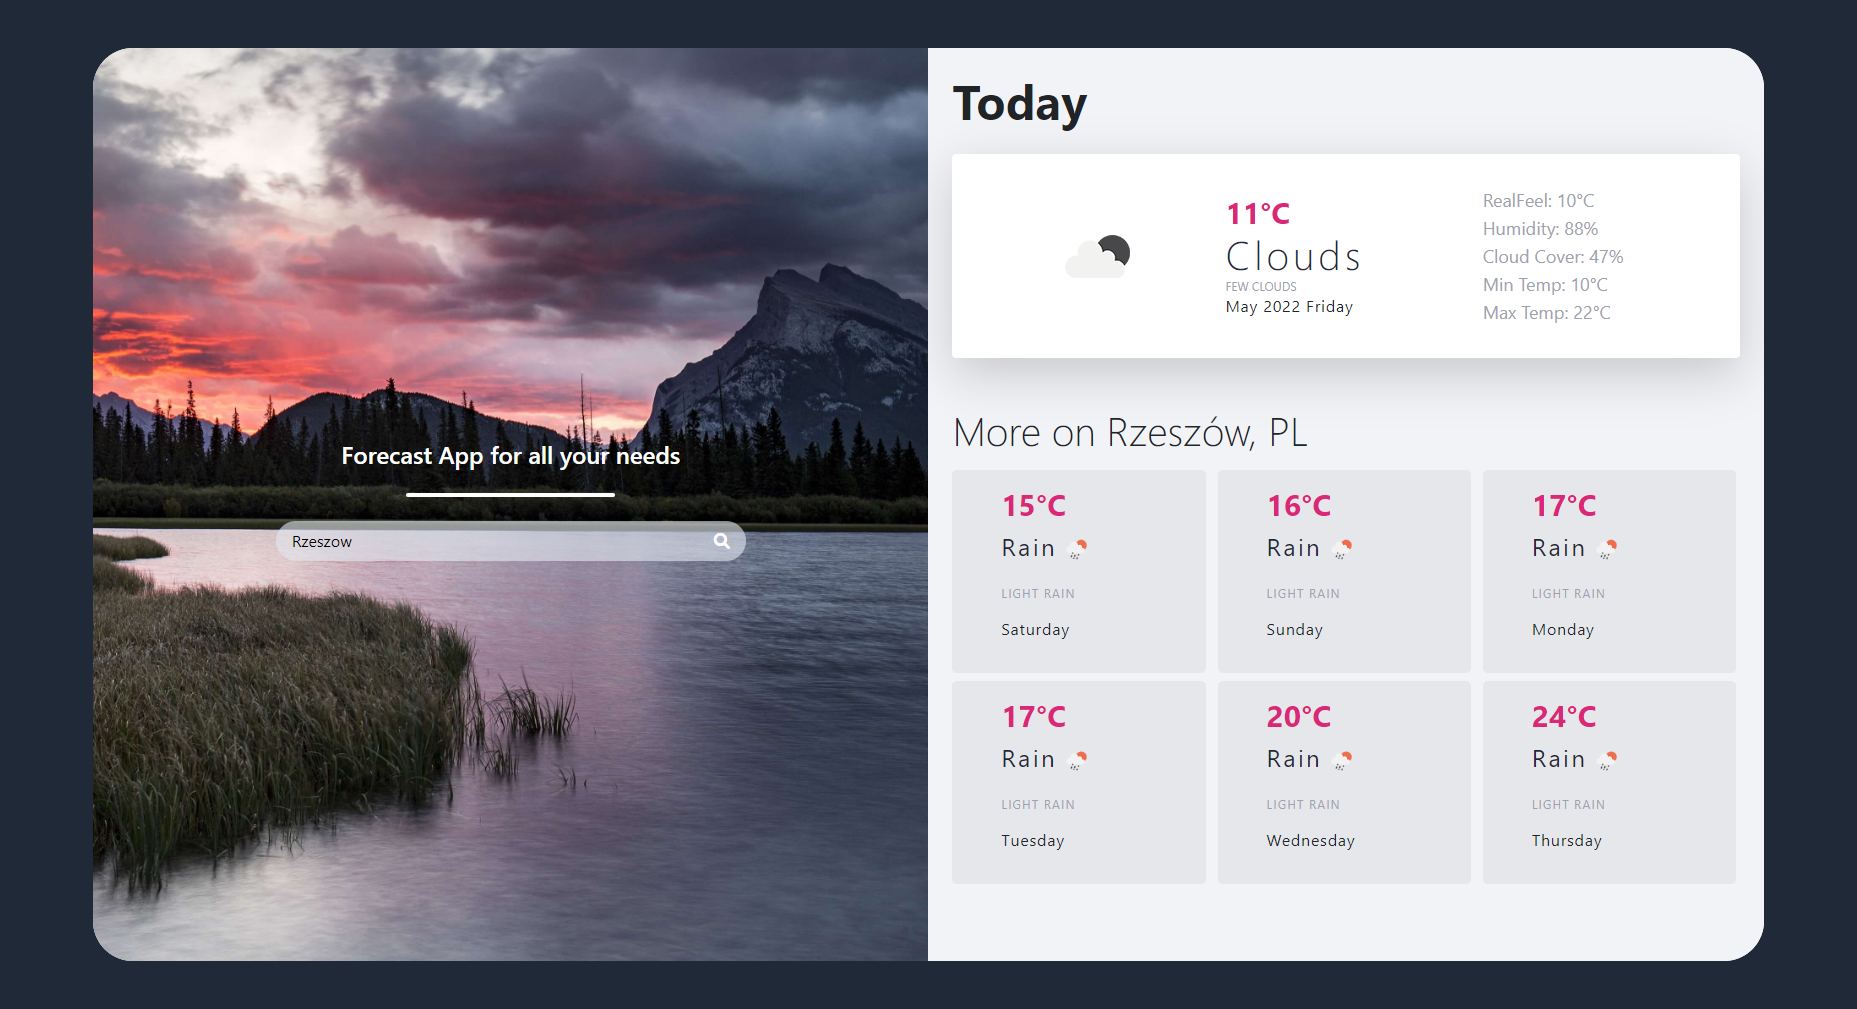 Forecast App for all your needs
Rzeszow
Today
11°C
Clouds
FEW CLOUDS
May 2022 Friday
RealFeel: 10°C
Humidity: 88%
Cloud Cover: 47%
Min Temp: 10°C
Max Temp: 22°C
More on Rzeszów, PL
15°C
Rain
LIGHT RAIN
Saturday
16°C
Rain
LIGHT RAIN
Sunday
17°C
Rain
LIGHT RAIN
Monday
17°C
Rain
LIGHT RAIN
Tuesday
20°C
Rain
LIGHT RAIN
Wednesday
24°C
Rain
LIGHT RAIN
Thursday